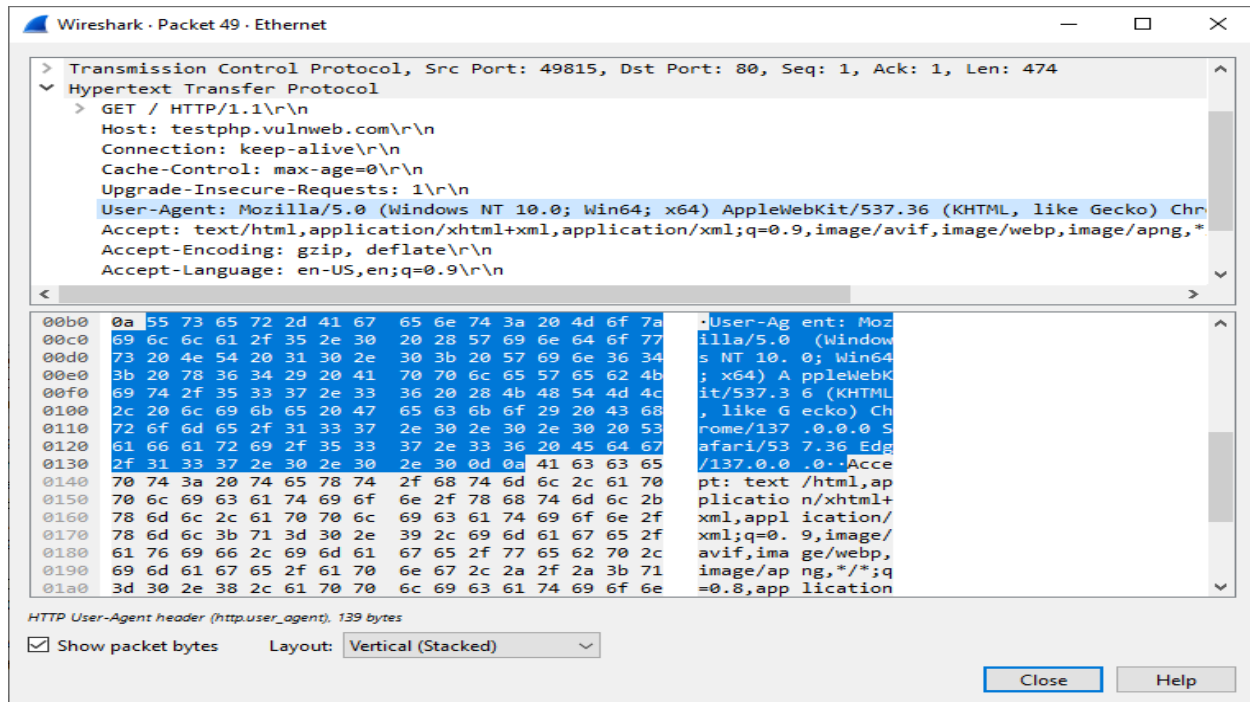 Wireshark · Packet 49 · Ethernet
> Transmission Control Protocol, Src Port: 49815, Dst Port: 80, Seq: 1, Ack: 1, Len: 474
Hypertext Transfer Protocol
> GET / HTTP/1.1\r\n
Host: testphp.vulnweb.com\r\n
Connection: keep-alive\r\n
Cache-Control: max-age=0\r\n
Upgrade-Insecure-Requests: 1\r\n
User-Agent: Mozilla/5.0 (Windows NT 10.0; Win64; x64) AppleWebKit/537.36 (KHTML, like Gecko) Chr
Accept: text/html,application/xhtml+xml,application/xml;q=0.9,image/avif,image/webp,image/apng,*
Accept-Encoding: gzip, deflate\r\n
Accept-Language: en-US,en;q=0.9\r\n
00b0 0a 55 73 65 72 2d 41 67 65 6e 74 3a 20 4d 6f 7a ·User-Ag ent: Moz
00c0 69 6c 6c 61 2f 35 2e 30 20 28 57 69 6e 64 6f 77 illa/5.0 (Window
00d0 73 20 4e 54 20 31 30 2e 30 3b 20 57 69 6e 36 34 s NT 10. 0; Win64
00e0 3b 20 78 36 34 29 20 41 70 70 6c 65 57 65 62 4b ; x64) A ppleWebK
00f0 69 74 2f 35 33 37 2e 33 36 20 28 4b 48 54 4d 4c it/537.3 6 (KHTML
0100 2c 20 6c 69 6b 65 20 47 65 63 6b 6f 29 20 43 68 , like G ecko) Ch
0110 72 6f 6d 65 2f 31 33 37 2e 30 2e 30 2e 30 20 53 rome/137 .0.0.0 S
0120 61 66 61 72 69 2f 35 33 37 2e 33 36 20 45 64 67 afari/53 7.36 Edg
0130 2f 31 33 37 2e 30 2e 30 2e 30 0d 0a 41 63 63 65 /137.0.0 .0··Acce
0140 70 74 3a 20 74 65 78 74 2f 68 74 6d 6c 2c 61 70 pt: text /html,ap
0150 70 6c 69 63 61 74 69 6f 6e 2f 78 68 74 6d 6c 2b plicatio n/xhtml+
0160 78 6d 6c 2c 61 70 70 6c 69 63 61 74 69 6f 6e 2f xml,appl ication/
0170 78 6d 6c 3b 71 3d 30 2e 39 2c 69 6d 61 67 65 2f xml;q=0. 9,image/
0180 61 76 69 66 2c 69 6d 61 67 65 2f 77 65 62 70 2c avif,ima ge/webp,
0190 69 6d 61 67 65 2f 61 70 6e 67 2c 2a 2f 2a 3b 71 image/ap ng,*/*;q
01a0 3d 30 2e 38 2c 61 70 70 6c 69 63 61 74 69 6f 6e =0.8,app lication
HTTP User-Agent header (http.user_agent), 139 bytes
Show packet bytes Layout: Vertical (Stacked)
Close Help